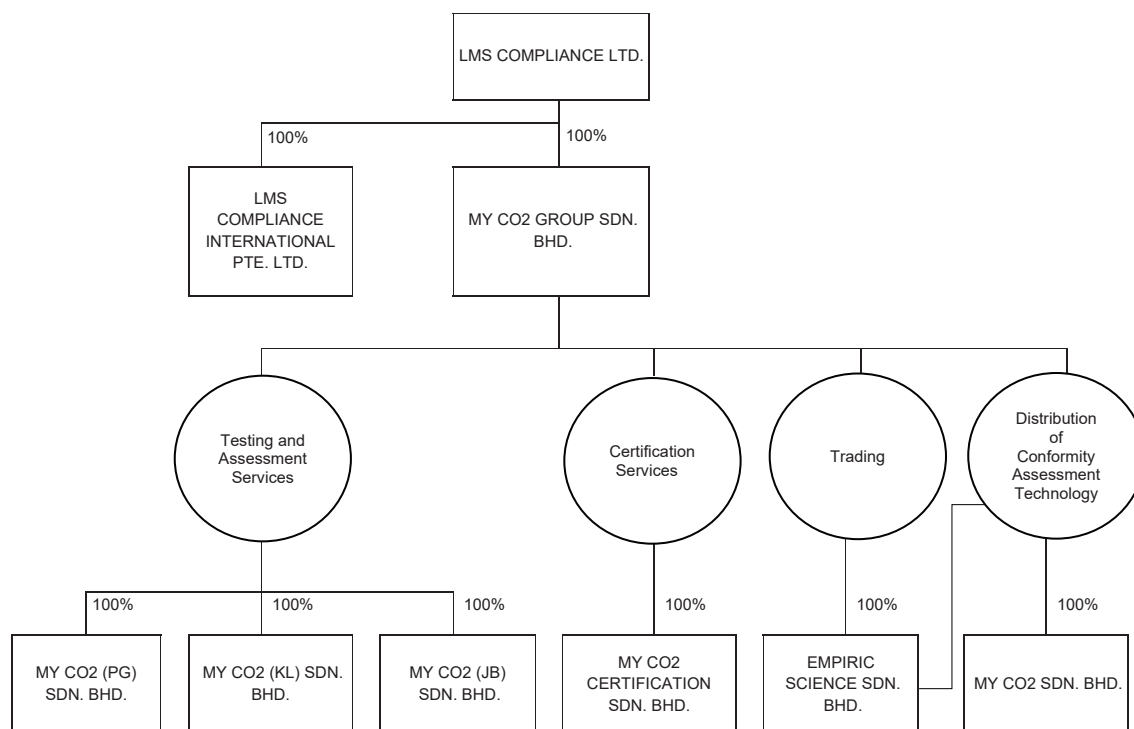 LMS COMPLIANCE LTD.
100%
100%
LMS
COMPLIANCE
INTERNATIONAL
PTE. LTD.
MY CO2 GROUP SDN.
BHD.
Testing and
Assessment
Services
Certification
Services
Trading
Distribution
of
Conformity
Assessment
Technology
100%
100%
100%
100%
100%
100%
MY CO2 (PG)
SDN. BHD.
MY CO2 (KL) SDN.
BHD.
MY CO2 (JB)
SDN. BHD.
MY CO2
CERTIFICATION
SDN. BHD.
EMPIRIC
SCIENCE SDN.
BHD.
MY CO2 SDN. BHD.